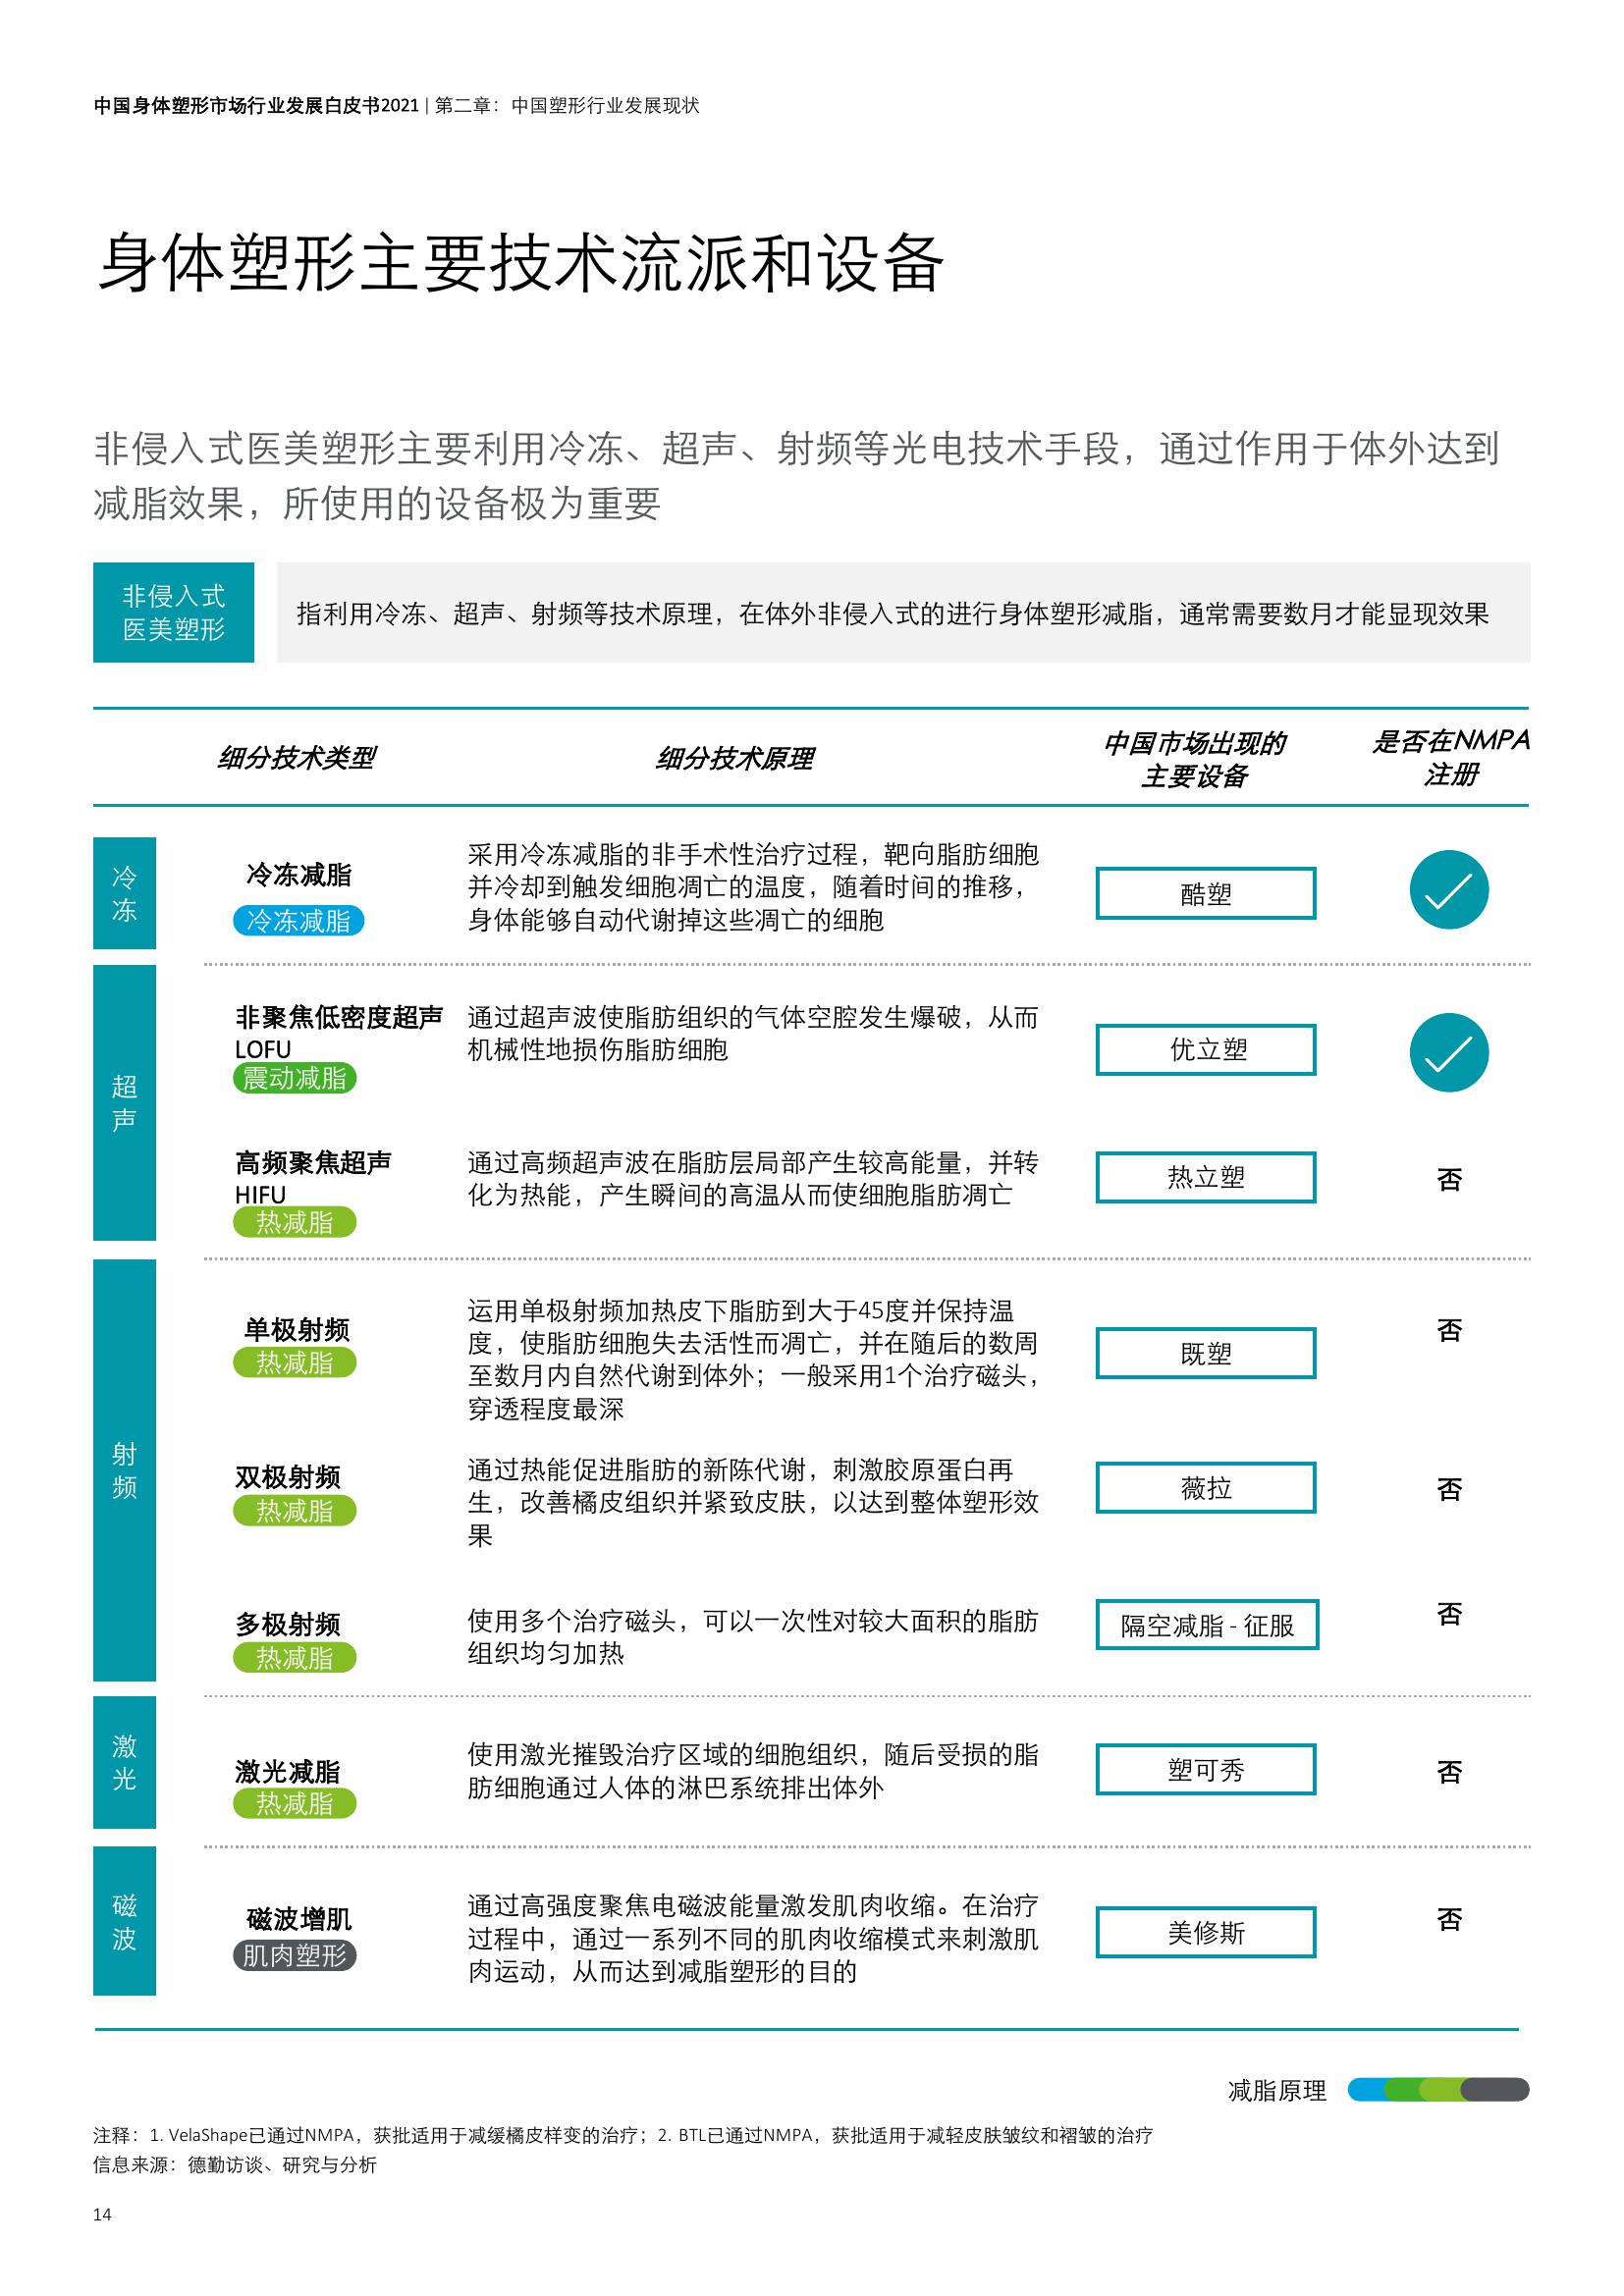 中国身体塑形市场行业发展白皮书2021 | 第二章：中国塑形行业发展现状
身体塑形主要技术流派和设备
非侵入式医美塑形主要利用冷冻、超声、射频等光电技术手段，通过作用于体外达到
减脂效果，所使用的设备极为重要
非侵入式
医美塑形
指利用冷冻、超声、射频等技术原理，在体外非侵入式的进行身体塑形减脂，通常需要数月才能显现效果
细分技术类型
细分技术原理
中国市场出现的
主要设备
是否在NMPA
注册
冷
冻
冷冻减脂
冷冻减脂
采用冷冻减脂的非手术性治疗过程，靶向脂肪细胞
并冷却到触发细胞凋亡的温度，随着时间的推移，
身体能够自动代谢掉这些凋亡的细胞
酷塑
超
声
非聚焦低密度超声
LOFU
震动减脂
通过超声波使脂肪组织的气体空腔发生爆破，从而
机械性地损伤脂肪细胞
优立塑
高频聚焦超声
HIFU
热减脂
通过高频超声波在脂肪层局部产生较高能量，并转
化为热能，产生瞬间的高温从而使细胞脂肪凋亡
热立塑
否
射
频
单极射频
热减脂
运用单极射频加热皮下脂肪到大于45度并保持温
度，使脂肪细胞失去活性而凋亡，并在随后的数周
至数月内自然代谢到体外；一般采用1个治疗磁头，
穿透程度最深
既塑
否
双极射频
热减脂
通过热能促进脂肪的新陈代谢，刺激胶原蛋白再
生，改善橘皮组织并紧致皮肤，以达到整体塑形效
果
薇拉
否
多极射频
热减脂
使用多个治疗磁头，可以一次性对较大面积的脂肪
组织均匀加热
隔空减脂 - 征服
否
激
光
激光减脂
热减脂
使用激光摧毁治疗区域的细胞组织，随后受损的脂
肪细胞通过人体的淋巴系统排出体外
塑可秀
否
磁
波
磁波增肌
肌肉塑形
通过高强度聚焦电磁波能量激发肌肉收缩。在治疗
过程中，通过一系列不同的肌肉收缩模式来刺激肌
肉运动，从而达到减脂塑形的目的
美修斯
否
减脂原理
注释：1. VelaShape已通过NMPA，获批适用于减缓橘皮样变的治疗；2. BTL已通过NMPA，获批适用于减轻皮肤皱纹和褶皱的治疗
信息来源：德勤访谈、研究与分析
14